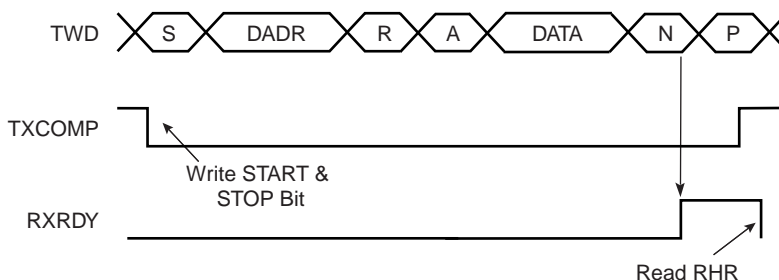 TWD S DADR R A DATA N P
TXCOMP
Write START &
STOP Bit
RXRDY
Read RHR